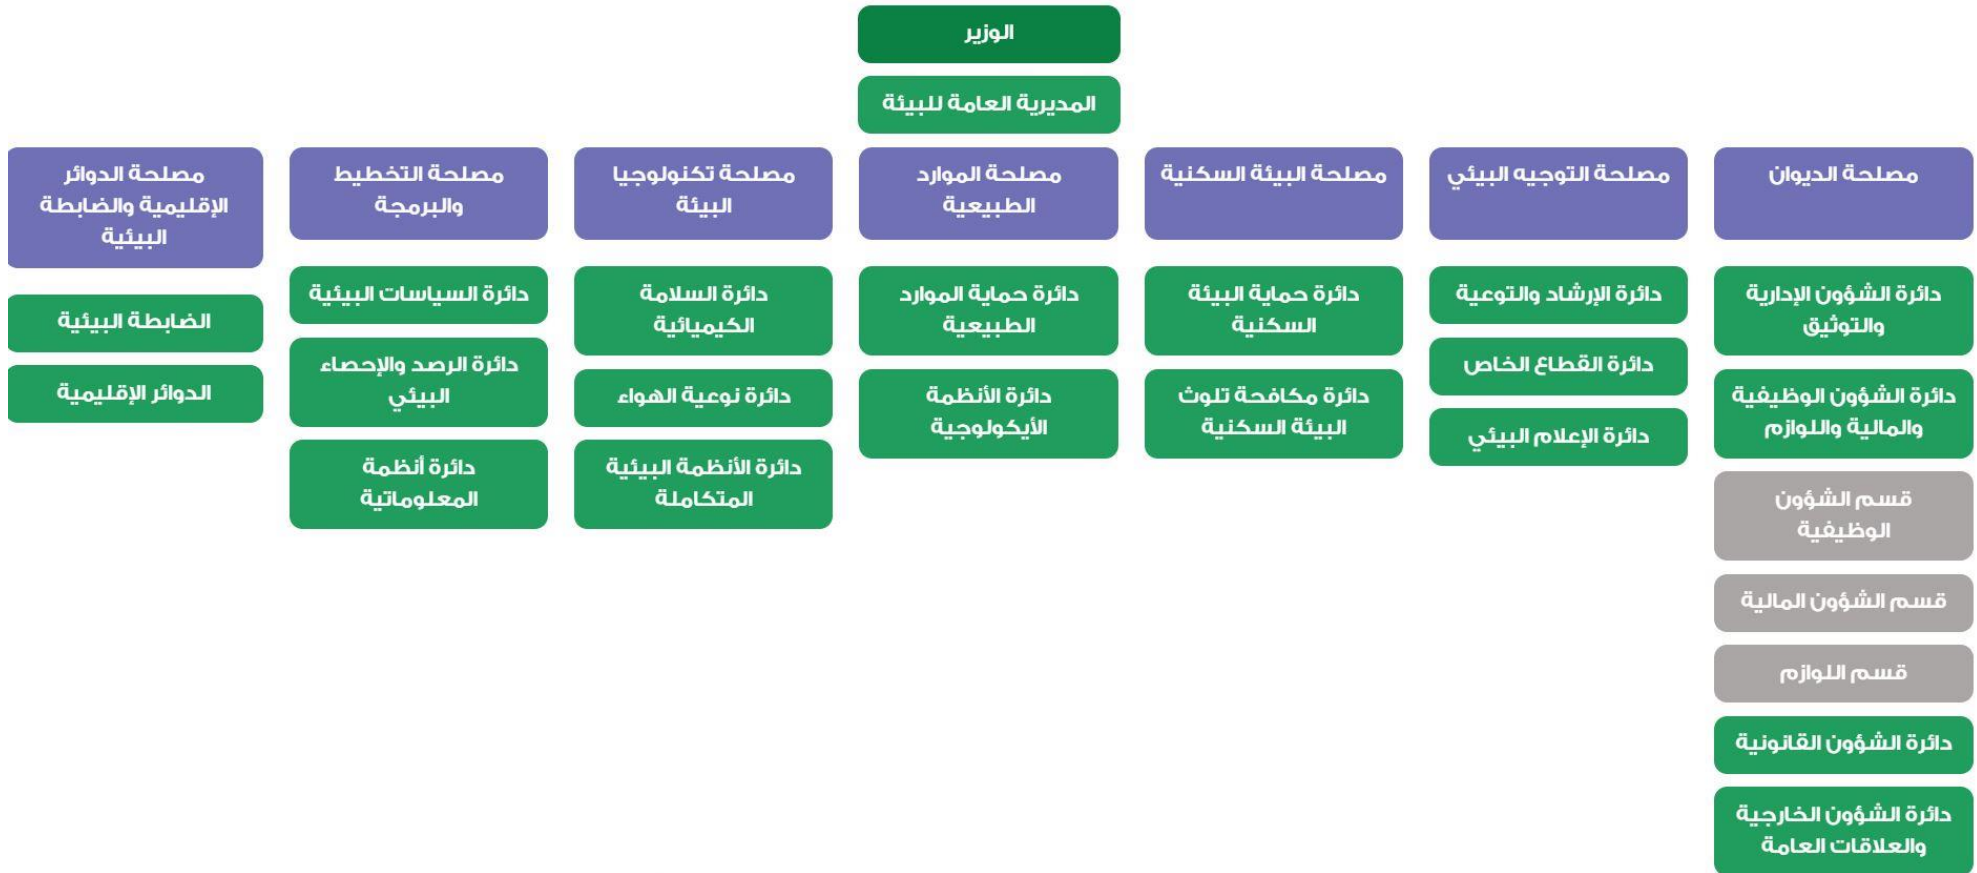 الوزير
المديرية العامة للبيئة
مصلحة الديوان
دائرة الشؤون الإدارية
والتوثيق
دائرة الشؤون الوظيفية
والمالية واللوازم
قسم الشؤون
الوظيفية
قسم الشؤون المالية
قسم اللوازم
دائرة الشؤون القانونية
دائرة الشؤون الخارجية
والعلاقات العامة
مصلحة التوجيه البيئي
دائرة الإرشاد والتوعية
دائرة القطاع الخاص
دائرة الإعلام البيئي
مصلحة البيئة السكنية
دائرة حماية البيئة
السكنية
دائرة مكافحة تلوث
البيئة السكنية
مصلحة الموارد
الطبيعية
دائرة حماية الموارد
الطبيعية
دائرة الأنظمة
الأيكولوجية
مصلحة تكنولوجيا
البيئة
دائرة السلامة
الكيميائية
دائرة نوعية الهواء
دائرة الأنظمة البيئية
المتكاملة
مصلحة التخطيط
والبرمجة
دائرة السياسات البيئية
دائرة الرصد والإحصاء
البيئي
دائرة أنظمة
المعلوماتية
مصلحة الدوائر
الإقليمية والضابطة
البيئية
الضابطة البيئية
الدوائر الإقليمية